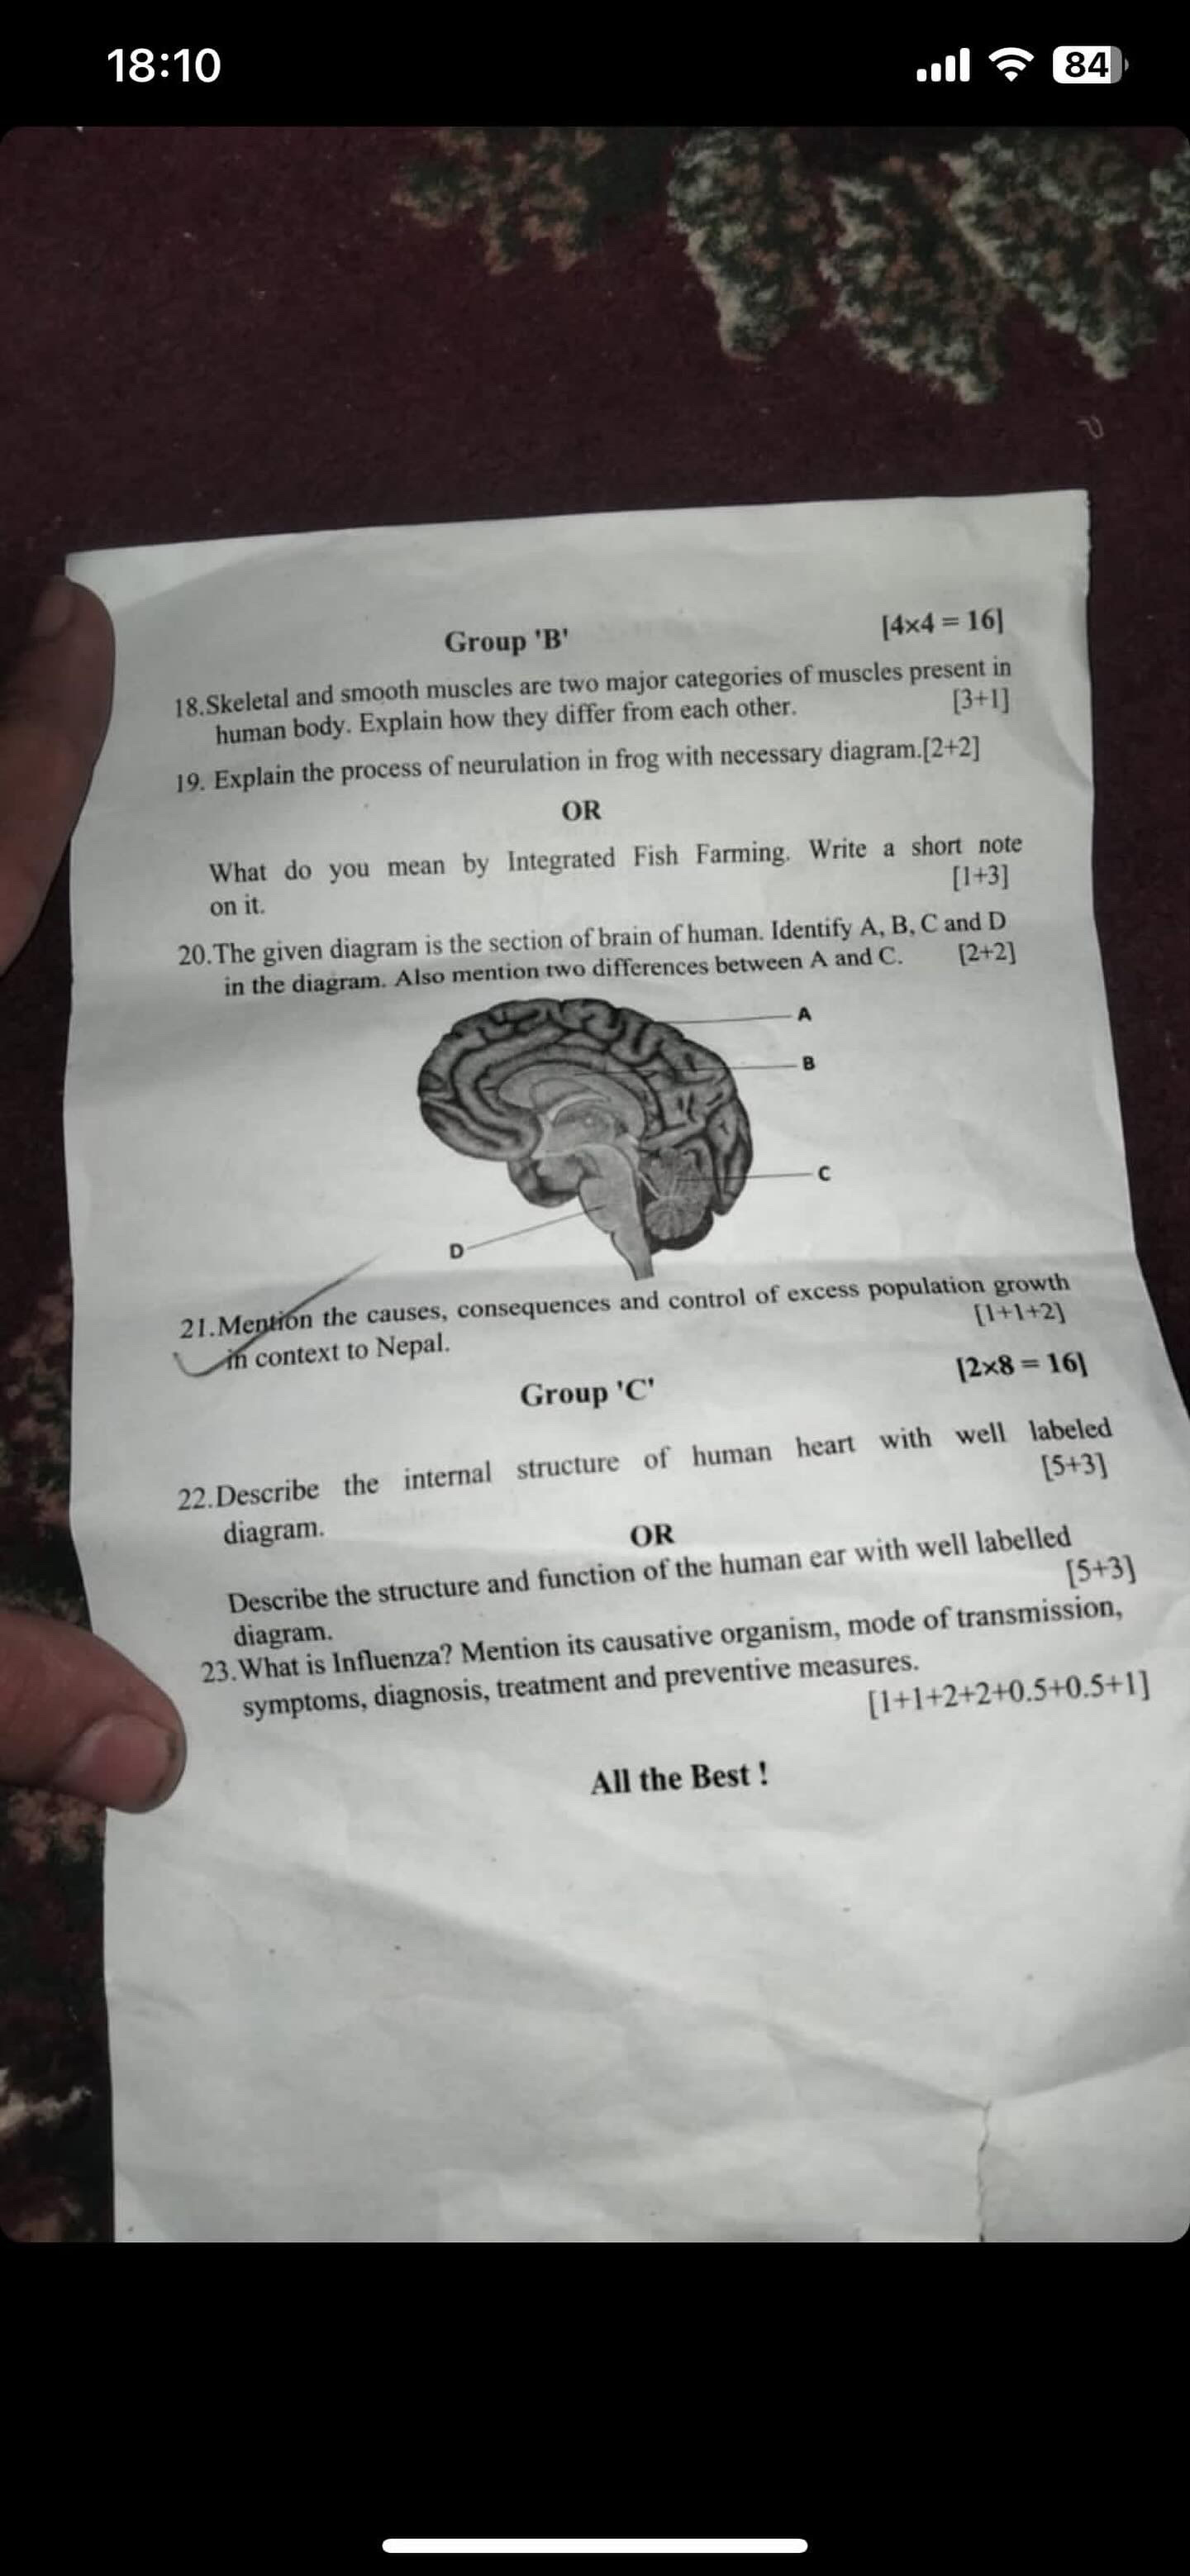 18:10
84
Group 'B'
[4×4 = 16]
18.Skeletal and smooth muscles are two major categories of muscles present in
human body. Explain how they differ from each other. [3+1]
19. Explain the process of neurulation in frog with necessary diagram.[2+2]
OR
What do you mean by Integrated Fish Farming. Write a short note
on it. [1+3]
20.The given diagram is the section of brain of human. Identify A, B, C and D
in the diagram. Also mention two differences between A and C. [2+2]
A
B
C
D
21.Mention the causes, consequences and control of excess population growth
in context to Nepal. [1+1+2]
Group 'C' [2×8 = 16]
22.Describe the internal structure of human heart with well labeled
diagram. [5+3]
OR
Describe the structure and function of the human ear with well labelled
diagram. [5+3]
23.What is Influenza? Mention its causative organism, mode of transmission,
symptoms, diagnosis, treatment and preventive measures.
[1+1+2+2+0.5+0.5+1]
All the Best !